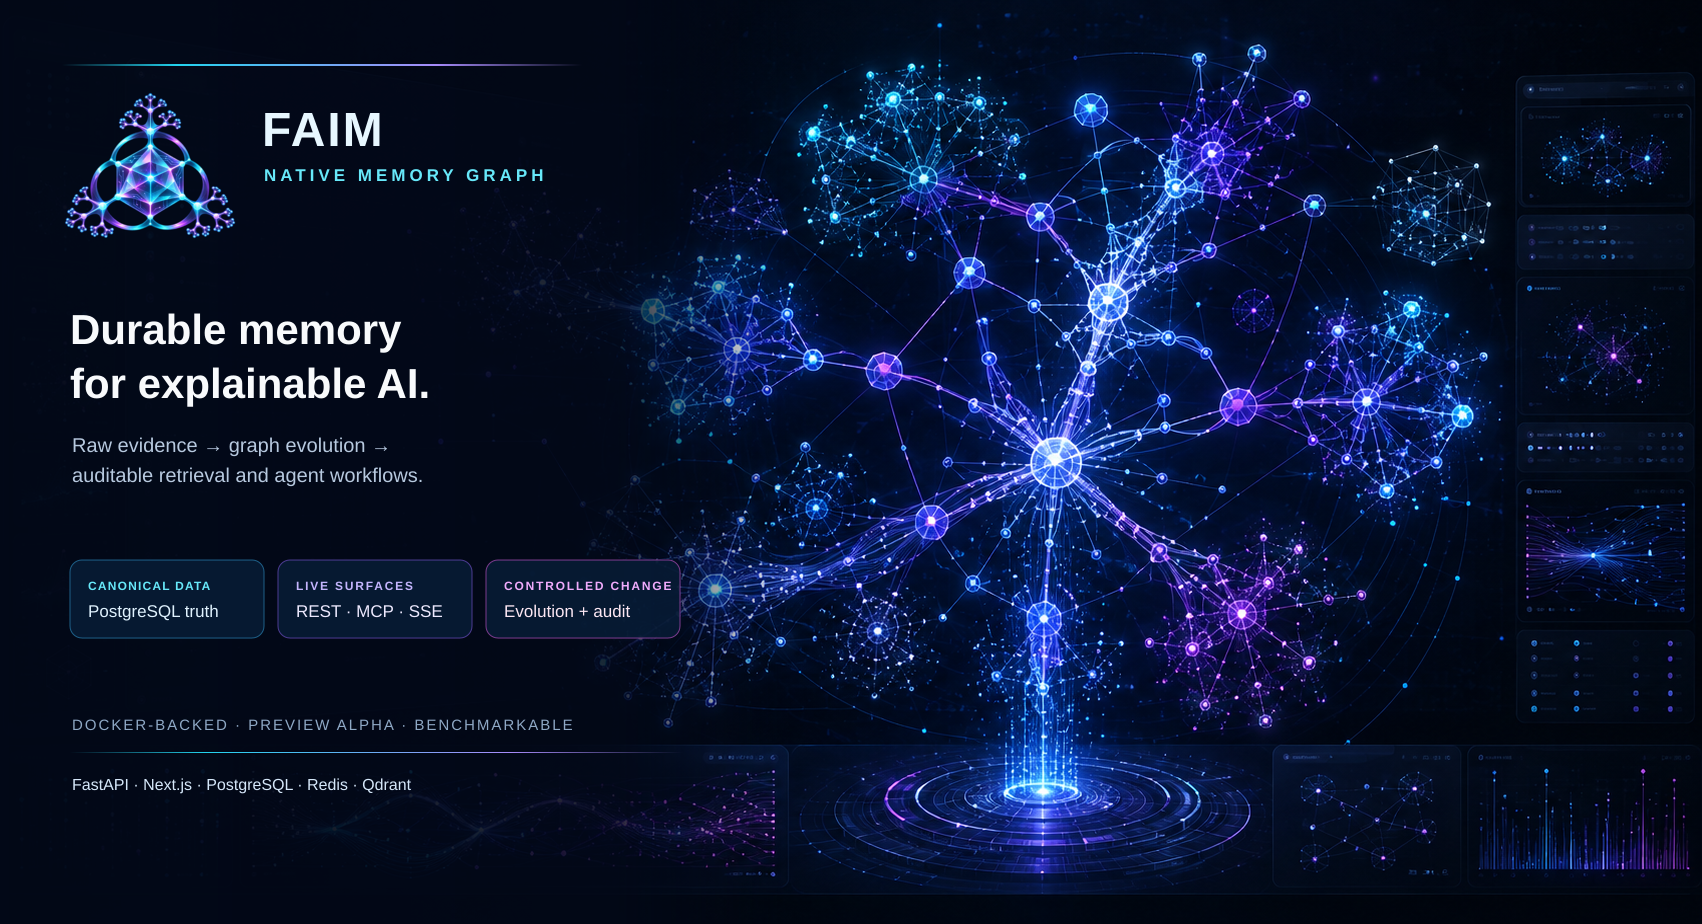 FAIM
NATIVE MEMORY GRAPH
Durable memory
for explainable AI.
Raw evidence → graph evolution →
auditable retrieval and agent workflows.
CANONICAL DATA
PostgreSQL truth
LIVE SURFACES
REST · MCP · SSE
CONTROLLED CHANGE
Evolution + audit
DOCKER-BACKED · PREVIEW ALPHA · BENCHMARKABLE
FastAPI · Next.js · PostgreSQL · Redis · Qdrant